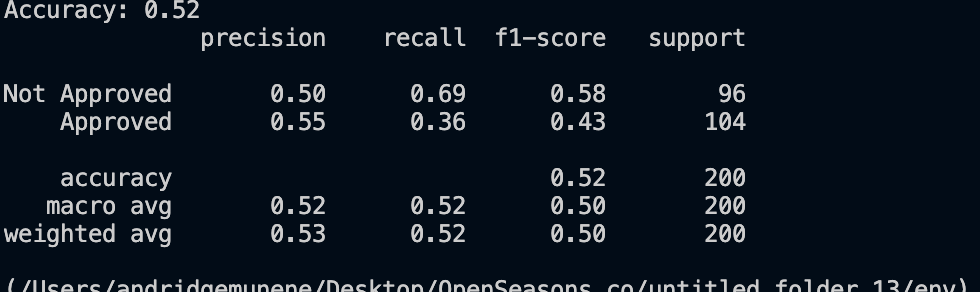 Accuracy: 0.52
precision recall f1-score support
Not Approved 0.50 0.69 0.58 96
Approved 0.55 0.36 0.43 104
accuracy 0.52 200
macro avg 0.52 0.52 0.50 200
weighted avg 0.53 0.52 0.50 200
(/Users/andridgemunene/Desktop/OpenSeasons.co/untitled folder 13/env)